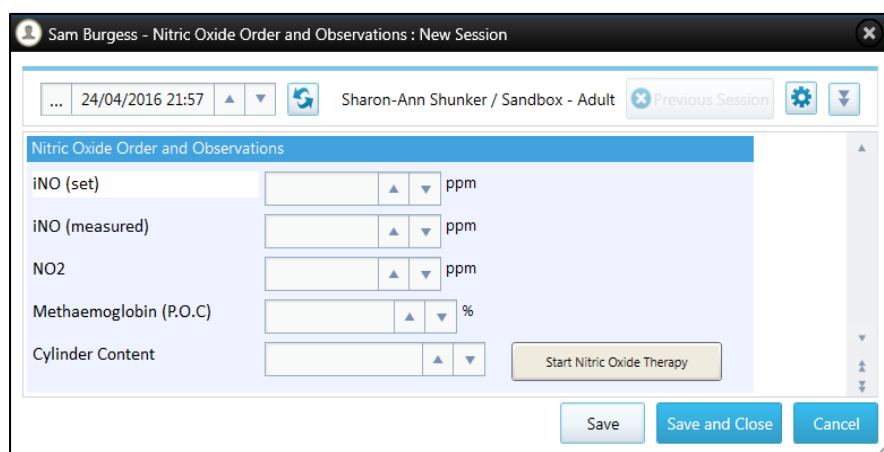 Sam Burgess - Nitric Oxide Order and Observations : New Session
... 24/04/2016 21:57 Sharon-Ann Shunker / Sandbox - Adult Previous Session
Nitric Oxide Order and Observations
iNO (set) ppm
iNO (measured) ppm
NO2 ppm
Methaemoglobin (P.O.C) %
Cylinder Content Start Nitric Oxide Therapy
Save Save and Close Cancel